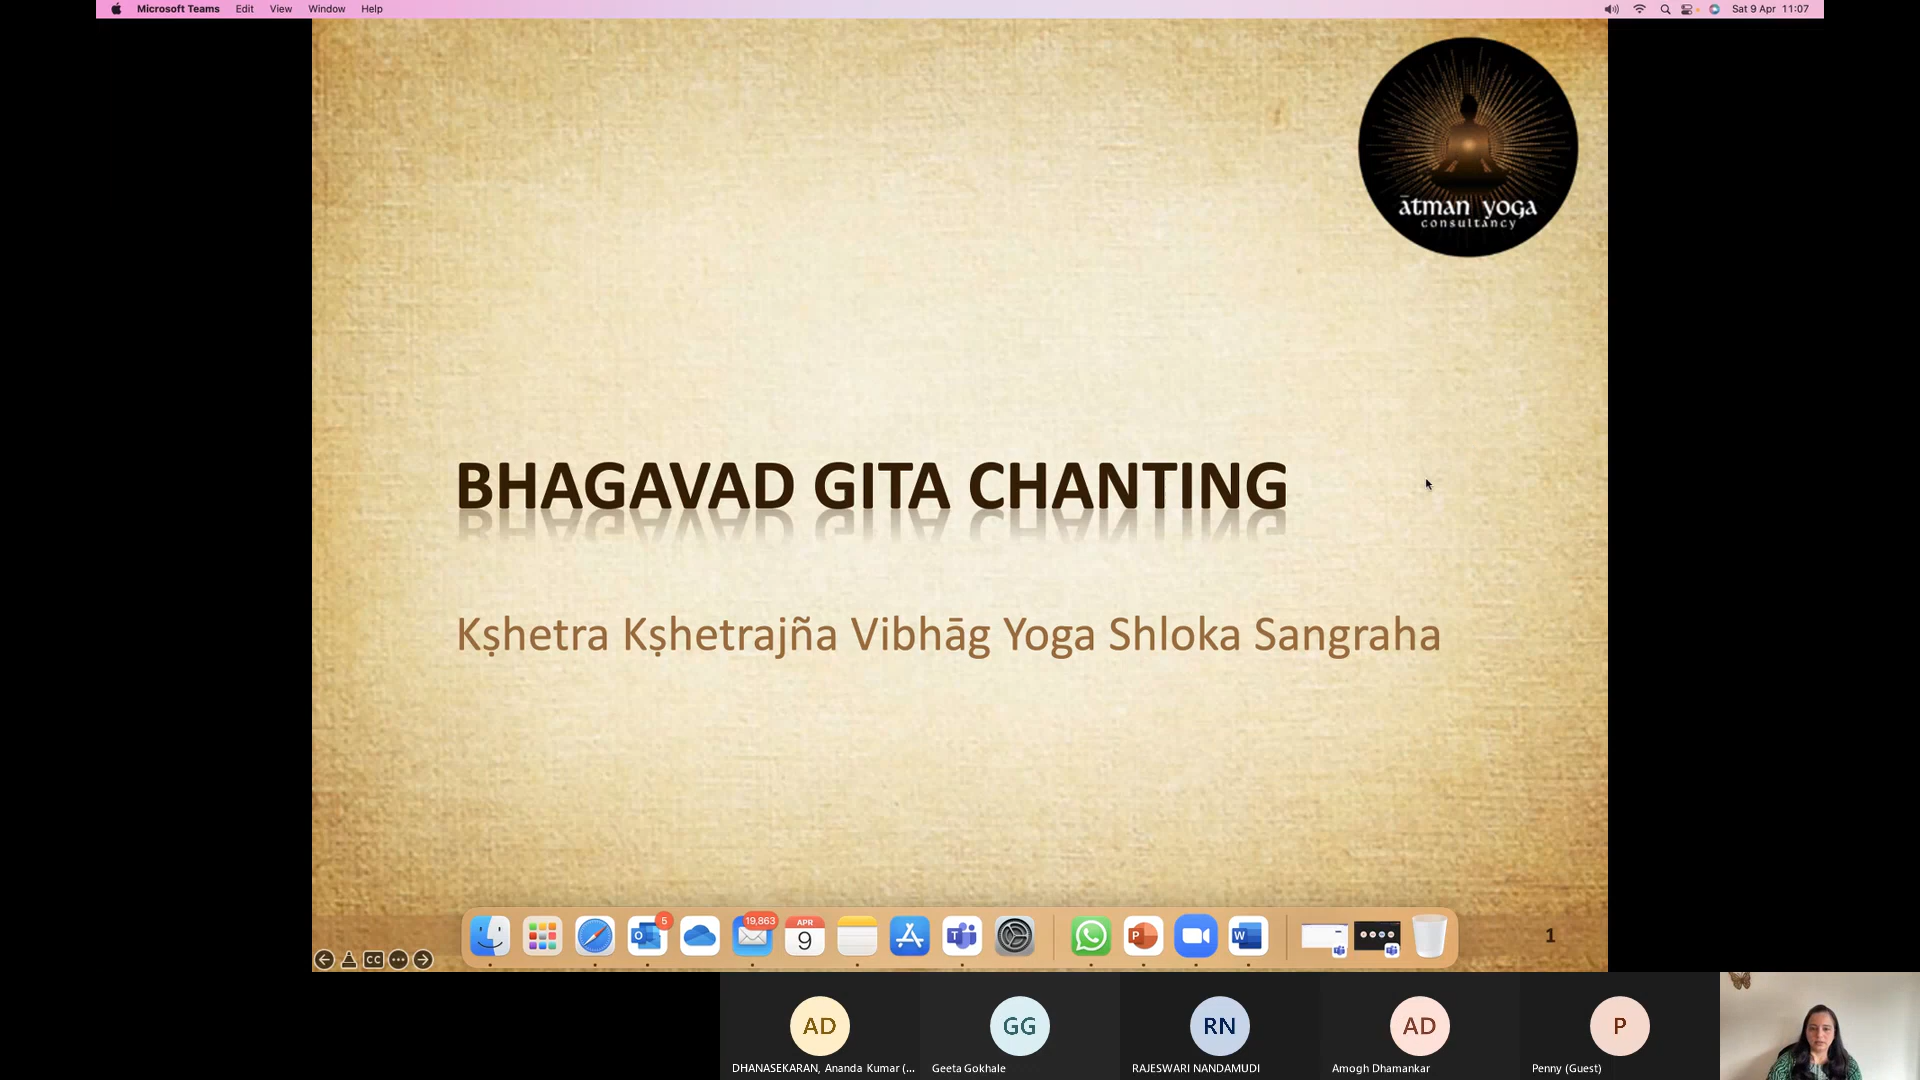 Microsoft Teams Edit View Window Help Sat 9 Apr 11:07
ātman yoga
consultancy
BHAGAVAD GITA CHANTING
Kṣhetra Kṣhetrajña Vibhāg Yoga Shloka Sangraha
5
19,863
APR
9
1
CC
AD
GG
RN
AD
P
DHANASEKARAN, Ananda Kumar (...
Geeta Gokhale
RAJESWARI NANDAMUDI
Amogh Dhamankar
Penny (Guest)